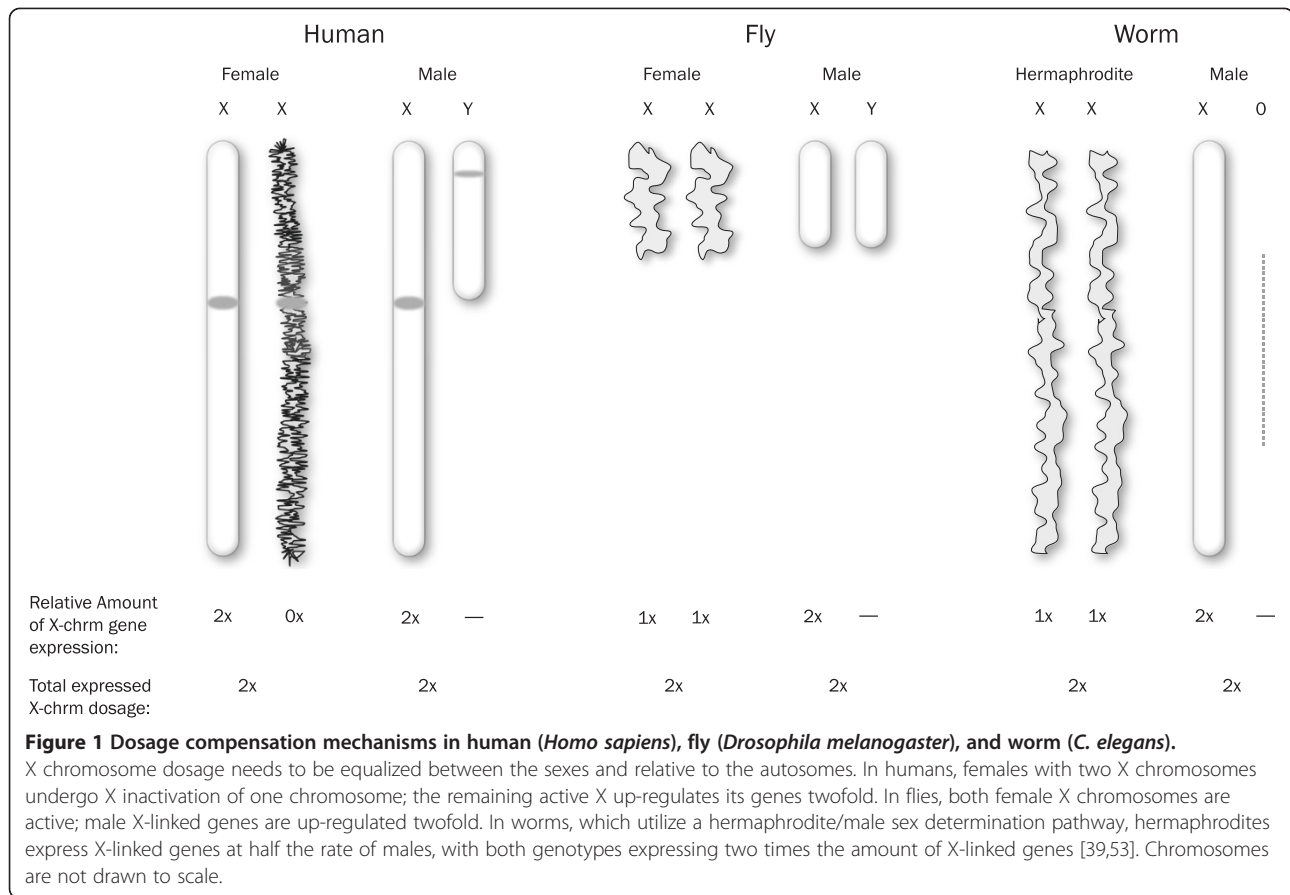 Human Fly Worm
Female Male Female Male Hermaphrodite Male
X X X Y X X X Y X X X O
Relative Amount
of X-chrm gene
expression:
2x 0x 2x — 1x 1x 2x — 1x 1x 2x —
Total expressed
X-chrm dosage:
2x 2x 2x 2x 2x 2x
Figure 1 Dosage compensation mechanisms in human (Homo sapiens), fly (Drosophila melanogaster), and worm (C. elegans).
X chromosome dosage needs to be equalized between the sexes and relative to the autosomes. In humans, females with two X chromosomes
undergo X inactivation of one chromosome; the remaining active X up-regulates its genes twofold. In flies, both female X chromosomes are
active; male X-linked genes are up-regulated twofold. In worms, which utilize a hermaphrodite/male sex determination pathway, hermaphrodites
express X-linked genes at half the rate of males, with both genotypes expressing two times the amount of X-linked genes [39,53]. Chromosomes
are not drawn to scale.